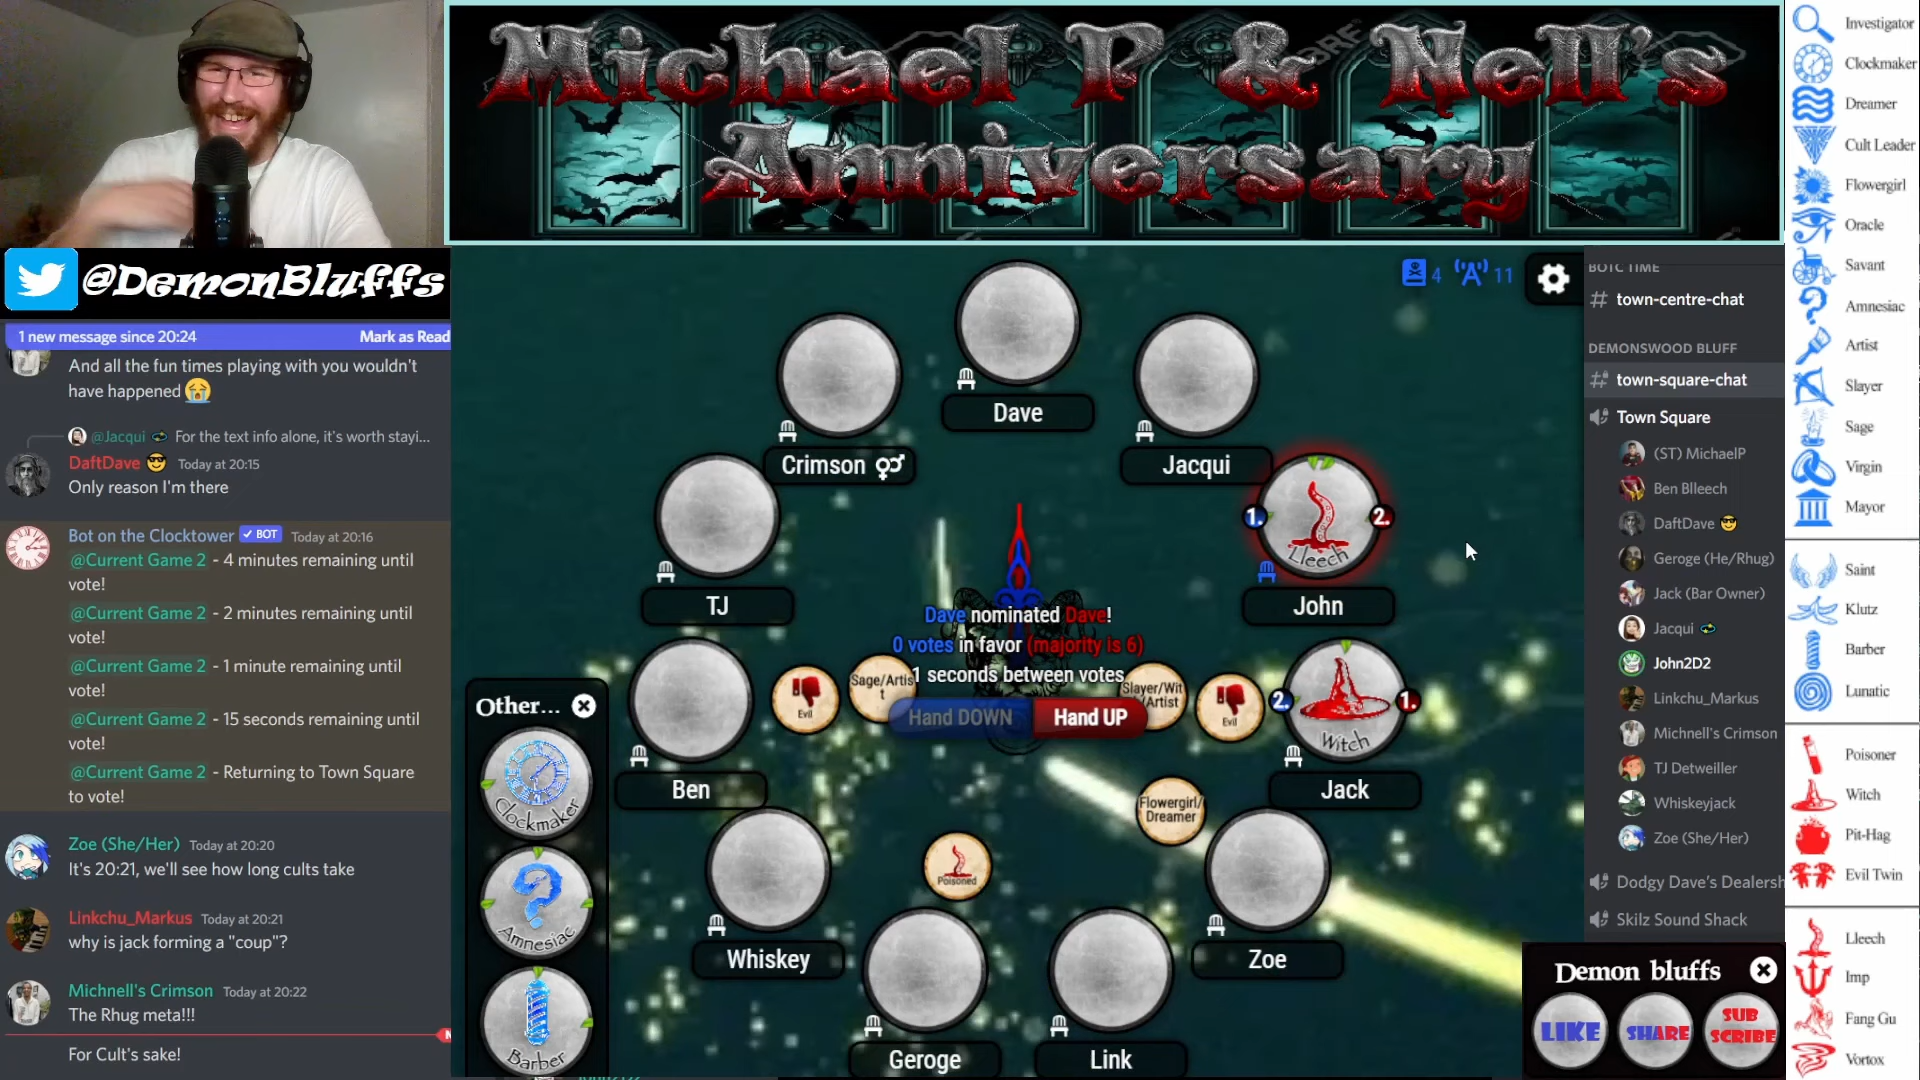 Michael P & Nell's
Anniversary
@DemonBluffs
1 new message since 20:24
Mark as Read
And all the fun times playing with you wouldn't
have happened
@Jacqui For the text info alone, it's worth stayi...
DaftDave Today at 20:15
Only reason I'm there
Bot on the Clocktower BOT Today at 20:16
@Current Game 2 - 4 minutes remaining until
vote!
@Current Game 2 - 2 minutes remaining until
vote!
@Current Game 2 - 1 minute remaining until
vote!
@Current Game 2 - 15 seconds remaining until
vote!
@Current Game 2 - Returning to Town Square
to vote!
Zoe (She/Her) Today at 20:20
It's 20:21, we'll see how long cults take
Linkchu_Markus Today at 20:21
why is jack forming a "coup"?
Michnell's Crimson Today at 20:22
The Rhug meta!!!
For Cult's sake!
4 11
Dave
Crimson
Jacqui
TJ
1.
2.
Lleech
John
Dave nominated Dave!
0 votes in favor (majority is 6)
1 seconds between votes
Hand DOWN
Hand UP
Evil
Sage/Artis
t
Slayer/Wit
/Artist
Evil
2.
1.
Witch
Ben
Jack
Flowergirl/
Dreamer
Poisoned
Whiskey
Zoe
Geroge
Link
Other...
Clockmaker
Amnesiac
Barber
BOTC TIME
# town-centre-chat
DEMONSWOOD BLUFF
# town-square-chat
Town Square
(ST) MichaelP
Ben Blleech
DaftDave
Geroge (He/Rhug)
Jack (Bar Owner)
Jacqui
John2D2
Linkchu_Markus
Michnell's Crimson
TJ Detweiller
Whiskeyjack
Zoe (She/Her)
Dodgy Dave's Dealersh
Skilz Sound Shack
Demon bluffs
LIKE
SHARE
SUB
SCRIBE
Investigator
Clockmaker
Dreamer
Cult Leader
Flowergirl
Oracle
Savant
Amnesiac
Artist
Slayer
Sage
Virgin
Mayor
Saint
Klutz
Barber
Lunatic
Poisoner
Witch
Pit-Hag
Evil Twin
Lleech
Imp
Fang Gu
Vortox